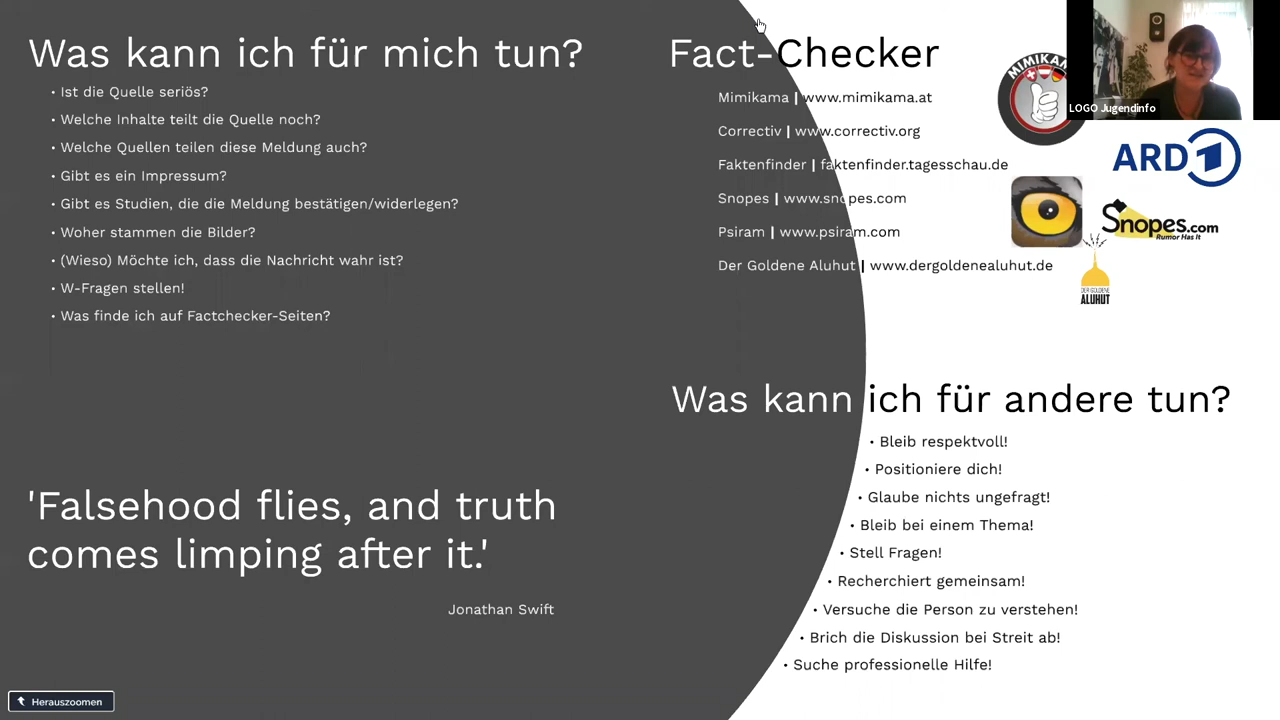 Was kann ich für mich tun?
• Ist die Quelle seriös?
• Welche Inhalte teilt die Quelle noch?
• Welche Quellen teilen diese Meldung auch?
• Gibt es ein Impressum?
• Gibt es Studien, die die Meldung bestätigen/widerlegen?
• Woher stammen die Bilder?
• (Wieso) Möchte ich, dass die Nachricht wahr ist?
• W-Fragen stellen!
• Was finde ich auf Factchecker-Seiten?
'Falsehood flies, and truth
comes limping after it.'
Jonathan Swift
Herauszoomen
Fact-Checker
Mimikama | www.mimikama.at
Correctiv | www.correctiv.org
Faktenfinder | faktenfinder.tagesschau.de
Snopes | www.snopes.com
Psiram | www.psiram.com
Der Goldene Aluhut | www.dergoldenealuhut.de
LOGO Jugendinfo
ARD 1
Snopes.com
Rumor Has It
DER GOLDENE
ALUHUT
Was kann ich für andere tun?
• Bleib respektvoll!
• Positioniere dich!
• Glaube nichts ungefragt!
• Bleib bei einem Thema!
• Stell Fragen!
• Recherchiert gemeinsam!
• Versuche die Person zu verstehen!
• Brich die Diskussion bei Streit ab!
• Suche professionelle Hilfe!